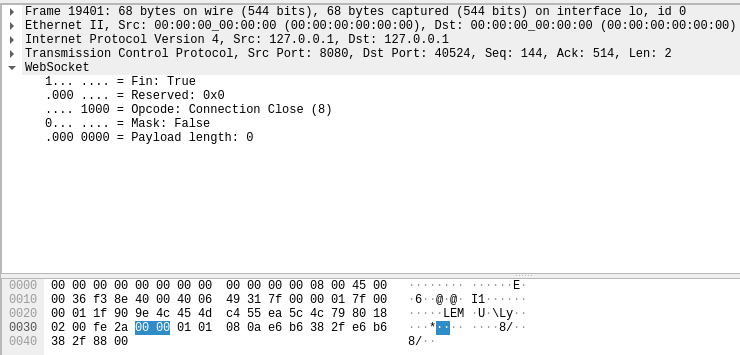 Frame 19401: 68 bytes on wire (544 bits), 68 bytes captured (544 bits) on interface lo, id 0
Ethernet II, Src: 00:00:00_00:00:00 (00:00:00:00:00:00), Dst: 00:00:00_00:00:00 (00:00:00:00:00:00)
Internet Protocol Version 4, Src: 127.0.0.1, Dst: 127.0.0.1
Transmission Control Protocol, Src Port: 8080, Dst Port: 40524, Seq: 144, Ack: 514, Len: 2
WebSocket
1... .... = Fin: True
.000 .... = Reserved: 0x0
.... 1000 = Opcode: Connection Close (8)
0... .... = Mask: False
.000 0000 = Payload length: 0
0000 00 00 00 00 00 00 00 00 00 00 00 00 08 00 45 00 ········ ······E·
0010 00 36 f3 8e 40 00 40 06 49 31 7f 00 00 01 7f 00 ·6··@·@· I1······
0020 00 01 1f 90 9e 4c 45 4d c4 55 ea 5c 4c 79 80 18 ·····LEM ·U·\Ly··
0030 02 00 fe 2a 00 00 01 01 08 0a e6 b6 38 2f e6 b6 ···*···· ····8/··
0040 38 2f 88 00 8/··